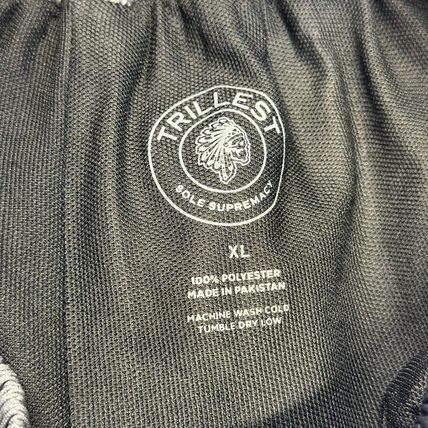 TRILLEST
SOLE SUPREMACY
XL
100% POLYESTER
MADE IN PAKISTAN
MACHINE WASH COLD
TUMBLE DRY LOW